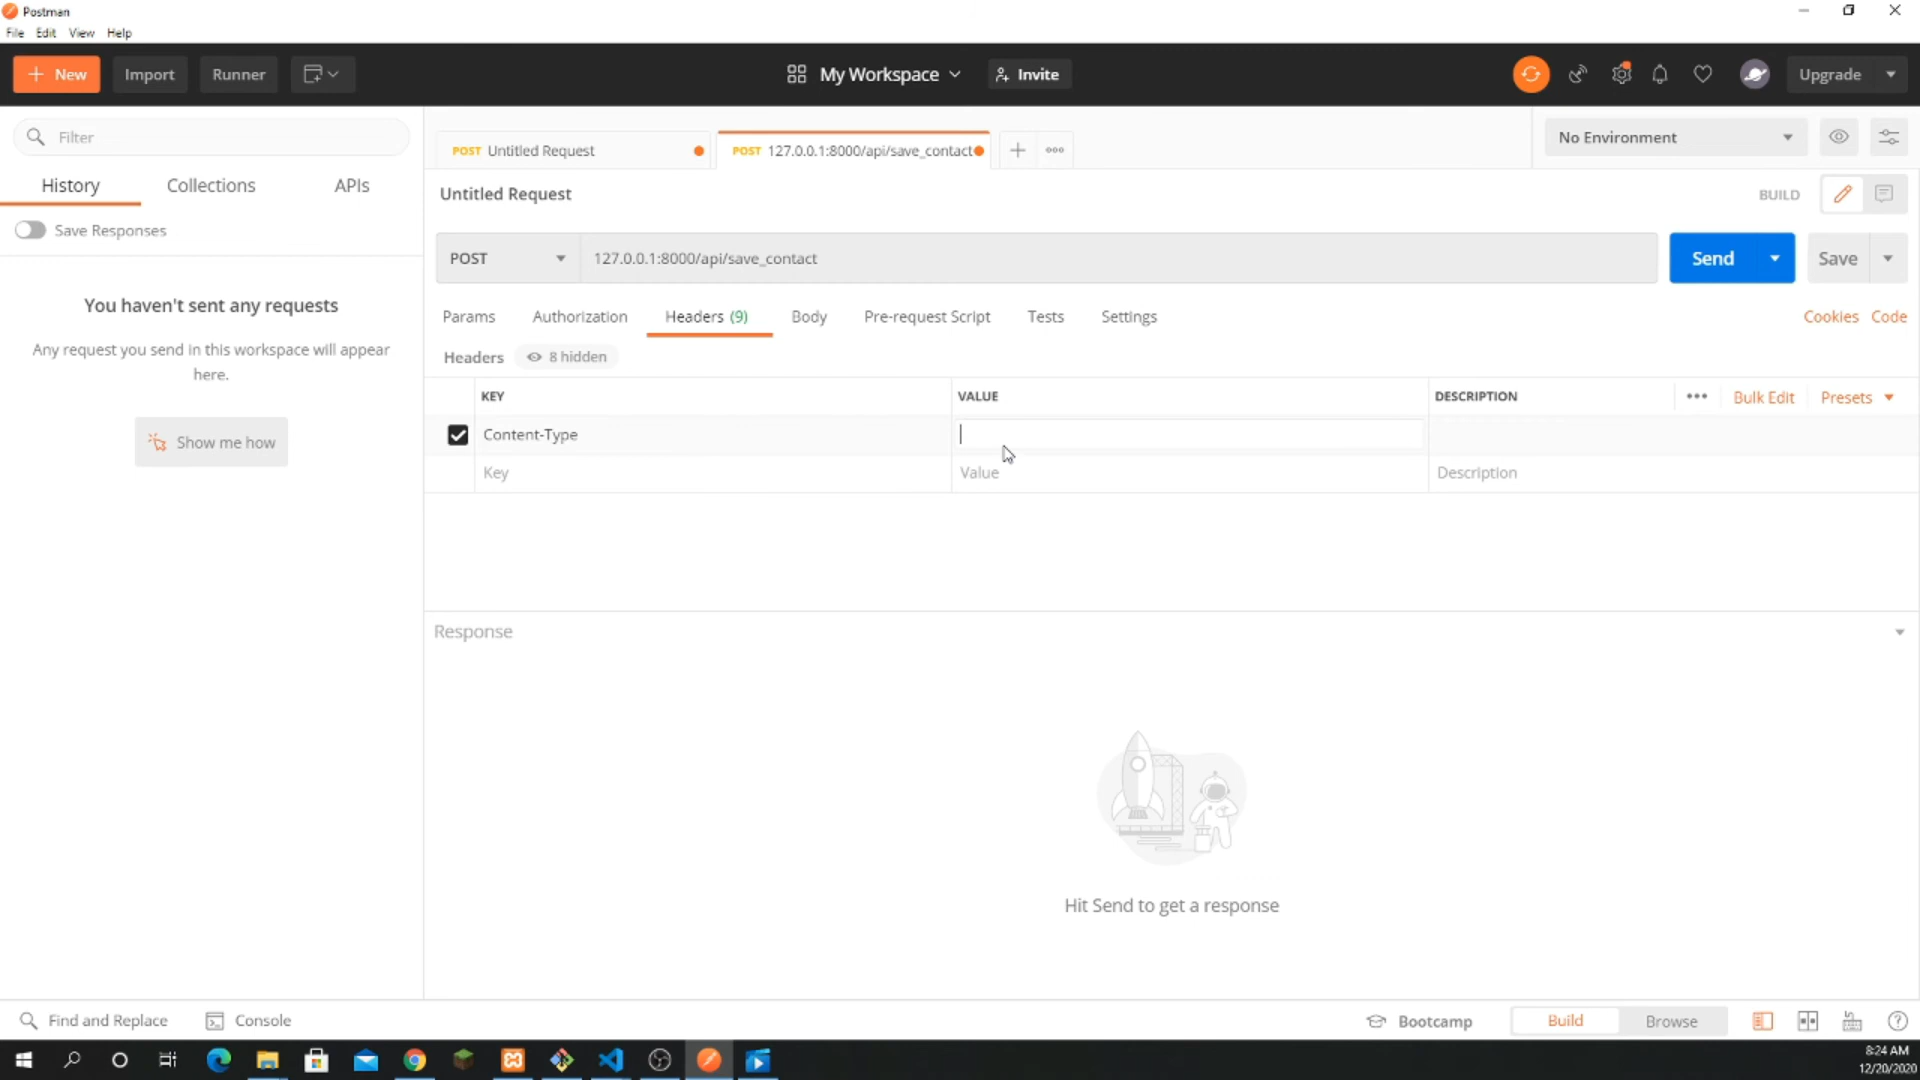 Postman
File Edit View Help
New Import Runner My Workspace Invite Upgrade
Filter
History Collections APIs
Save Responses
You haven't sent any requests
Any request you send in this workspace will appear
here.
Show me how
POST Untitled Request POST 127.0.0.1:8000/api/save_contact No Environment
Untitled Request BUILD
POST 127.0.0.1:8000/api/save_contact Send Save
Params Authorization Headers (9) Body Pre-request Script Tests Settings Cookies Code
Headers 8 hidden
KEY VALUE DESCRIPTION Bulk Edit Presets
Content-Type
Key Value Description
Response
Hit Send to get a response
Find and Replace Console Bootcamp Build Browse
8:24 AM
12/20/2020